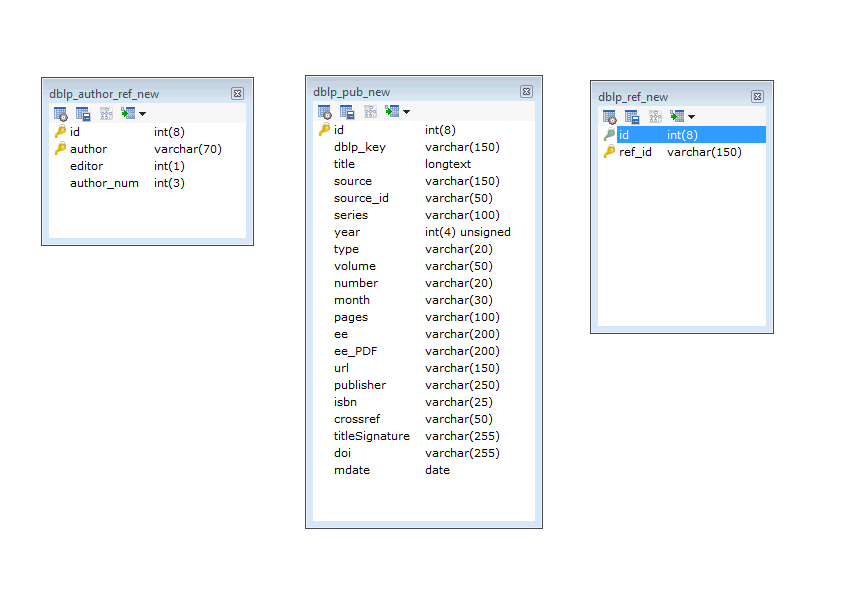 dblp_author_ref_new
id int(8)
author varchar(70)
editor int(1)
author_num int(3)
dblp_pub_new
id int(8)
dblp_key varchar(150)
title longtext
source varchar(150)
source_id varchar(50)
series varchar(100)
year int(4) unsigned
type varchar(20)
volume varchar(50)
number varchar(20)
month varchar(30)
pages varchar(100)
ee varchar(200)
ee_PDF varchar(200)
url varchar(150)
publisher varchar(250)
isbn varchar(25)
crossref varchar(50)
titleSignature varchar(255)
doi varchar(255)
mdate date
dblp_ref_new
id int(8)
ref_id varchar(150)